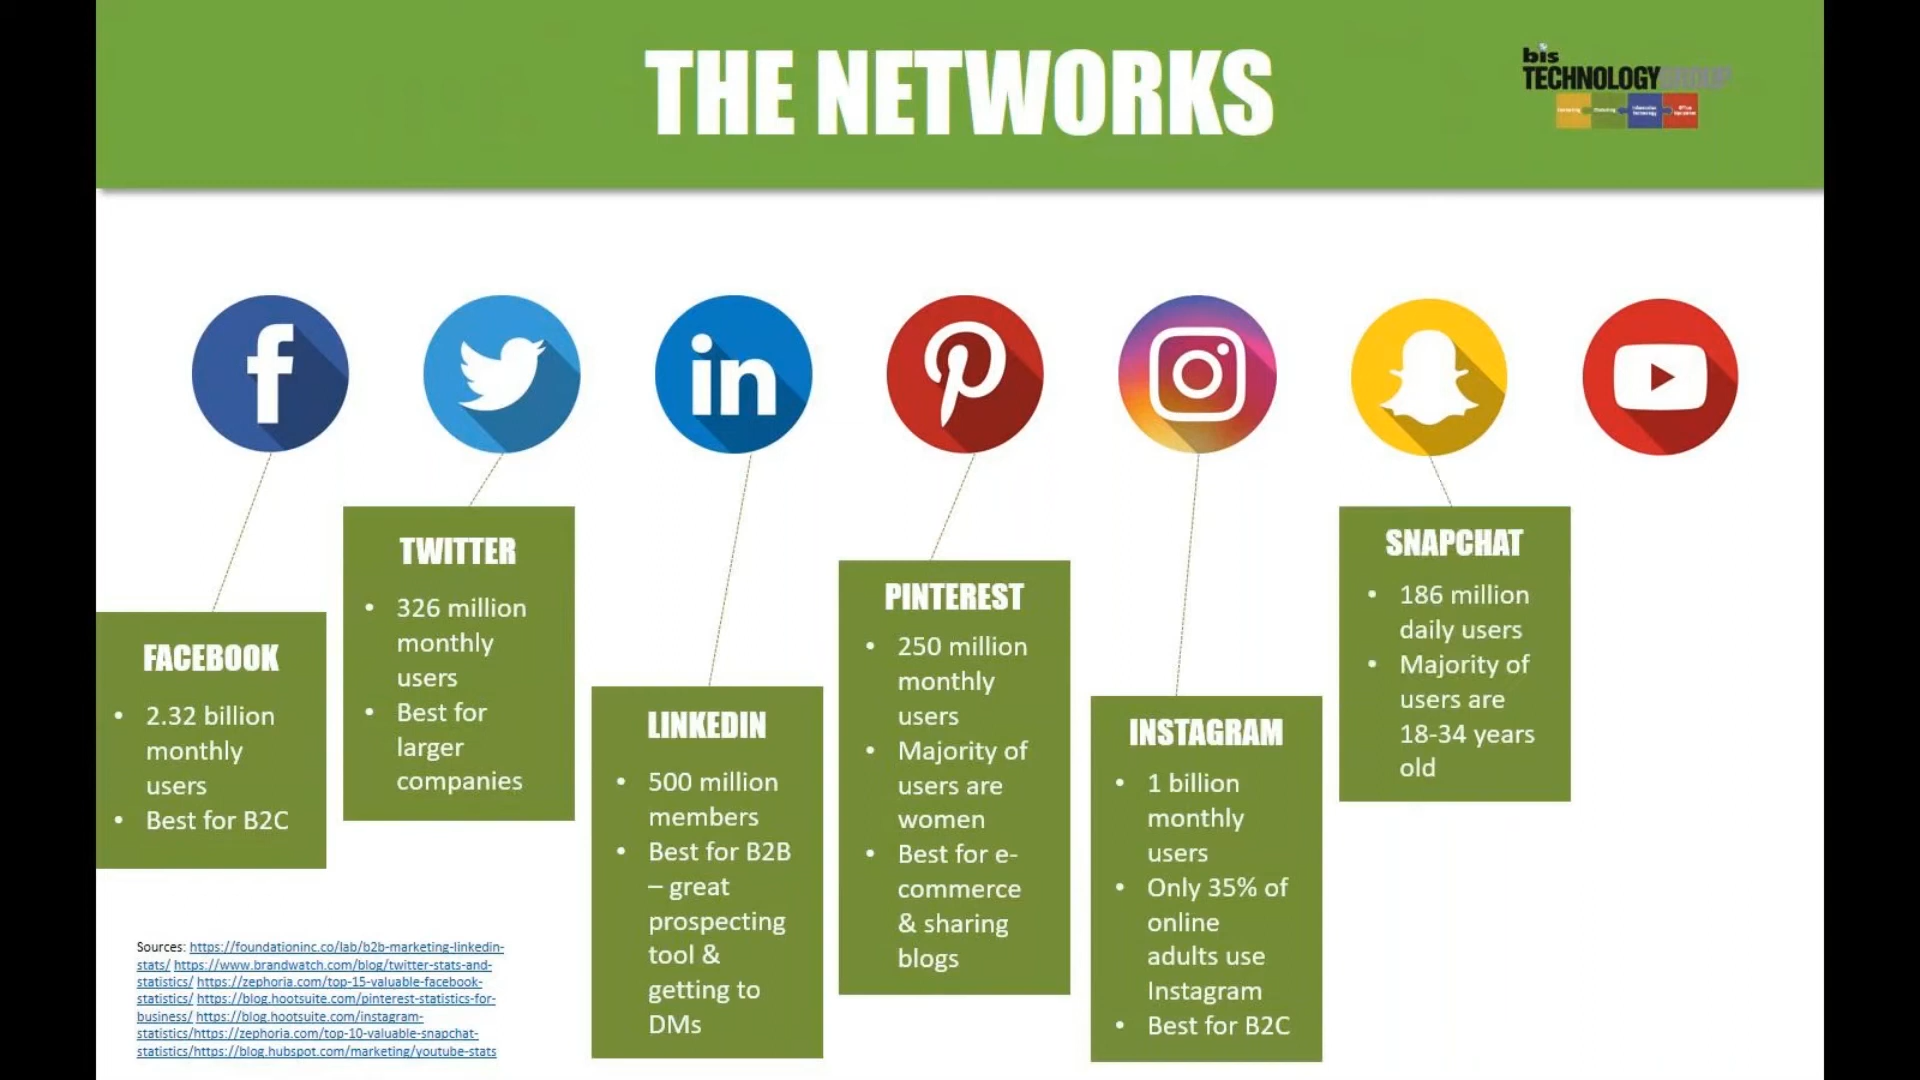 THE NETWORKS
bis
TECHNOLOGYGROUP
FACEBOOK
• 2.32 billion
monthly
users
• Best for B2C
TWITTER
• 326 million
monthly
users
• Best for
larger
companies
LINKEDIN
• 500 million
members
• Best for B2B
– great
prospecting
tool &
getting to
DMs
PINTEREST
• 250 million
monthly
users
• Majority of
users are
women
• Best for e-
commerce
& sharing
blogs
INSTAGRAM
• 1 billion
monthly
users
• Only 35% of
online
adults use
Instagram
• Best for B2C
SNAPCHAT
• 186 million
daily users
• Majority of
users are
18-34 years
old
Sources: https://foundationinc.co/lab/b2b-marketing-linkedin-
stats/ https://www.brandwatch.com/blog/twitter-stats-and-
statistics/ https://zephoria.com/top-15-valuable-facebook-
statistics/ https://blog.hootsuite.com/pinterest-statistics-for-
business/ https://blog.hootsuite.com/instagram-
statistics/https://zephoria.com/top-10-valuable-snapchat-
statistics/https://blog.hubspot.com/marketing/youtube-stats